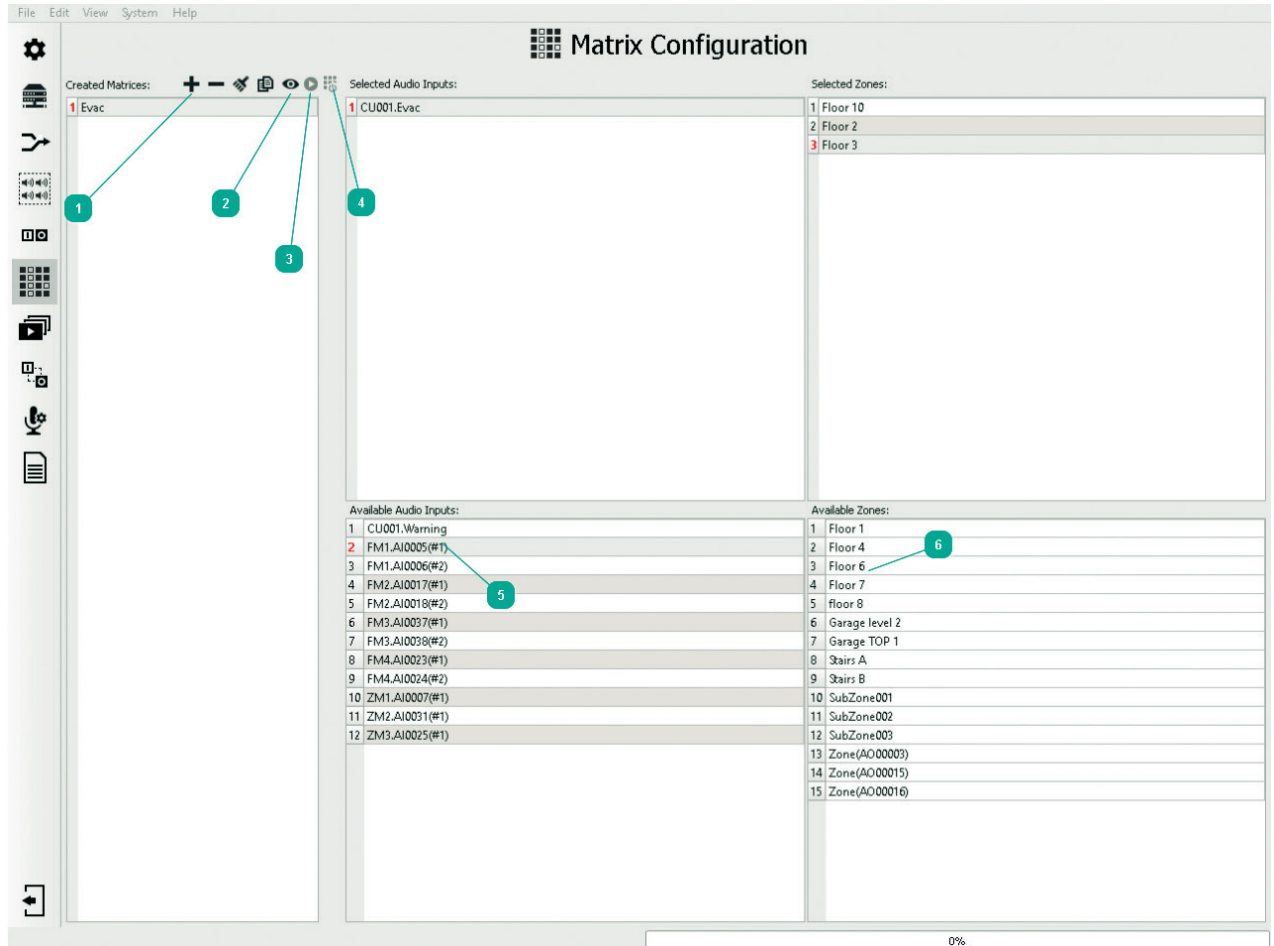 File Edit View System Help
Matrix Configuration
Created Matrices:
1 Evac
1
2
3
4
Selected Audio Inputs:
1 CU001.Evac
Selected Zones:
1 Floor 10
2 Floor 2
3 Floor 3
Available Audio Inputs:
1 CU001.Warning
2 FM1.AI0005(#1)
3 FM1.AI0006(#2)
4 FM2.AI0017(#1)
5 FM2.AI0018(#2)
6 FM3.AI0037(#1)
7 FM3.AI0038(#2)
8 FM4.AI0023(#1)
9 FM4.AI0024(#2)
10 ZM1.AI0007(#1)
11 ZM2.AI0031(#1)
12 ZM3.AI0025(#1)
5
Available Zones:
1 Floor 1
2 Floor 4
3 Floor 6
4 Floor 7
5 floor 8
6 Garage level 2
7 Garage TOP 1
8 Stairs A
9 Stairs B
10 SubZone001
11 SubZone002
12 SubZone003
13 Zone(AO00003)
14 Zone(AO00015)
15 Zone(AO00016)
6
0%